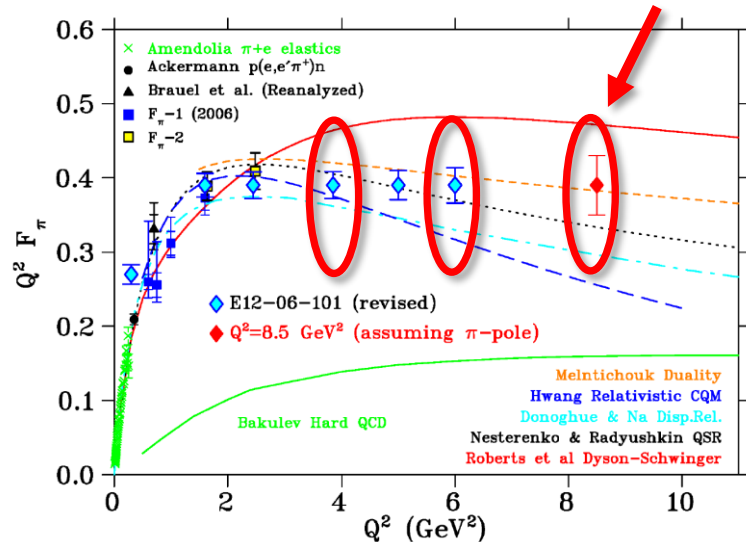 0.6
0.5
0.4
0.3
0.2
0.1
0.0
Q² F_π
Amendolia π+e elastics
Ackermann p(e,e′π⁺)n
Brauel et al. (Reanalyzed)
F_π-1 (2006)
F_π-2
E12-06-101 (revised)
Q²=8.5 GeV² (assuming π-pole)
Bakulev Hard QCD
Melntichouk Duality
Hwang Relativistic CQM
Donoghue & Na Disp.Rel.
Nesterenko & Radyushkin QSR
Roberts et al Dyson-Schwinger
0 2 4 6 8 10
Q² (GeV²)